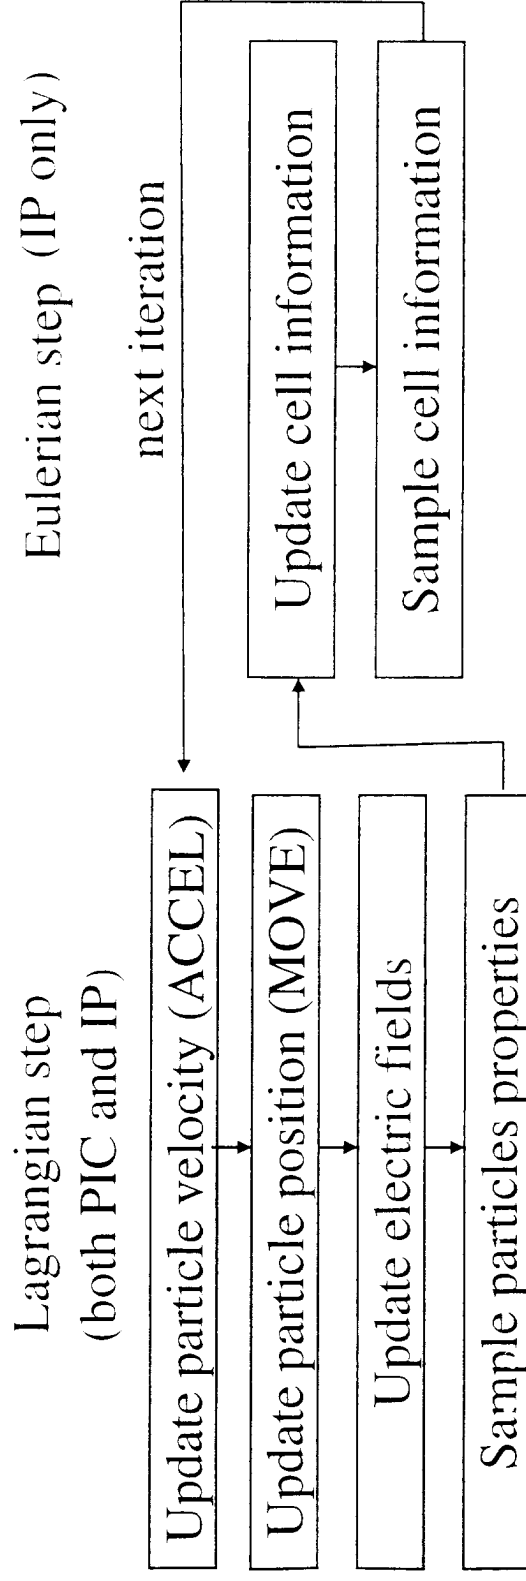 Lagrangian step
(both PIC and IP)
Update particle velocity (ACCEL)
Update particle position (MOVE)
Update electric fields
Sample particles properties
Eulerian step (IP only)
next iteration
Update cell information
Sample cell information